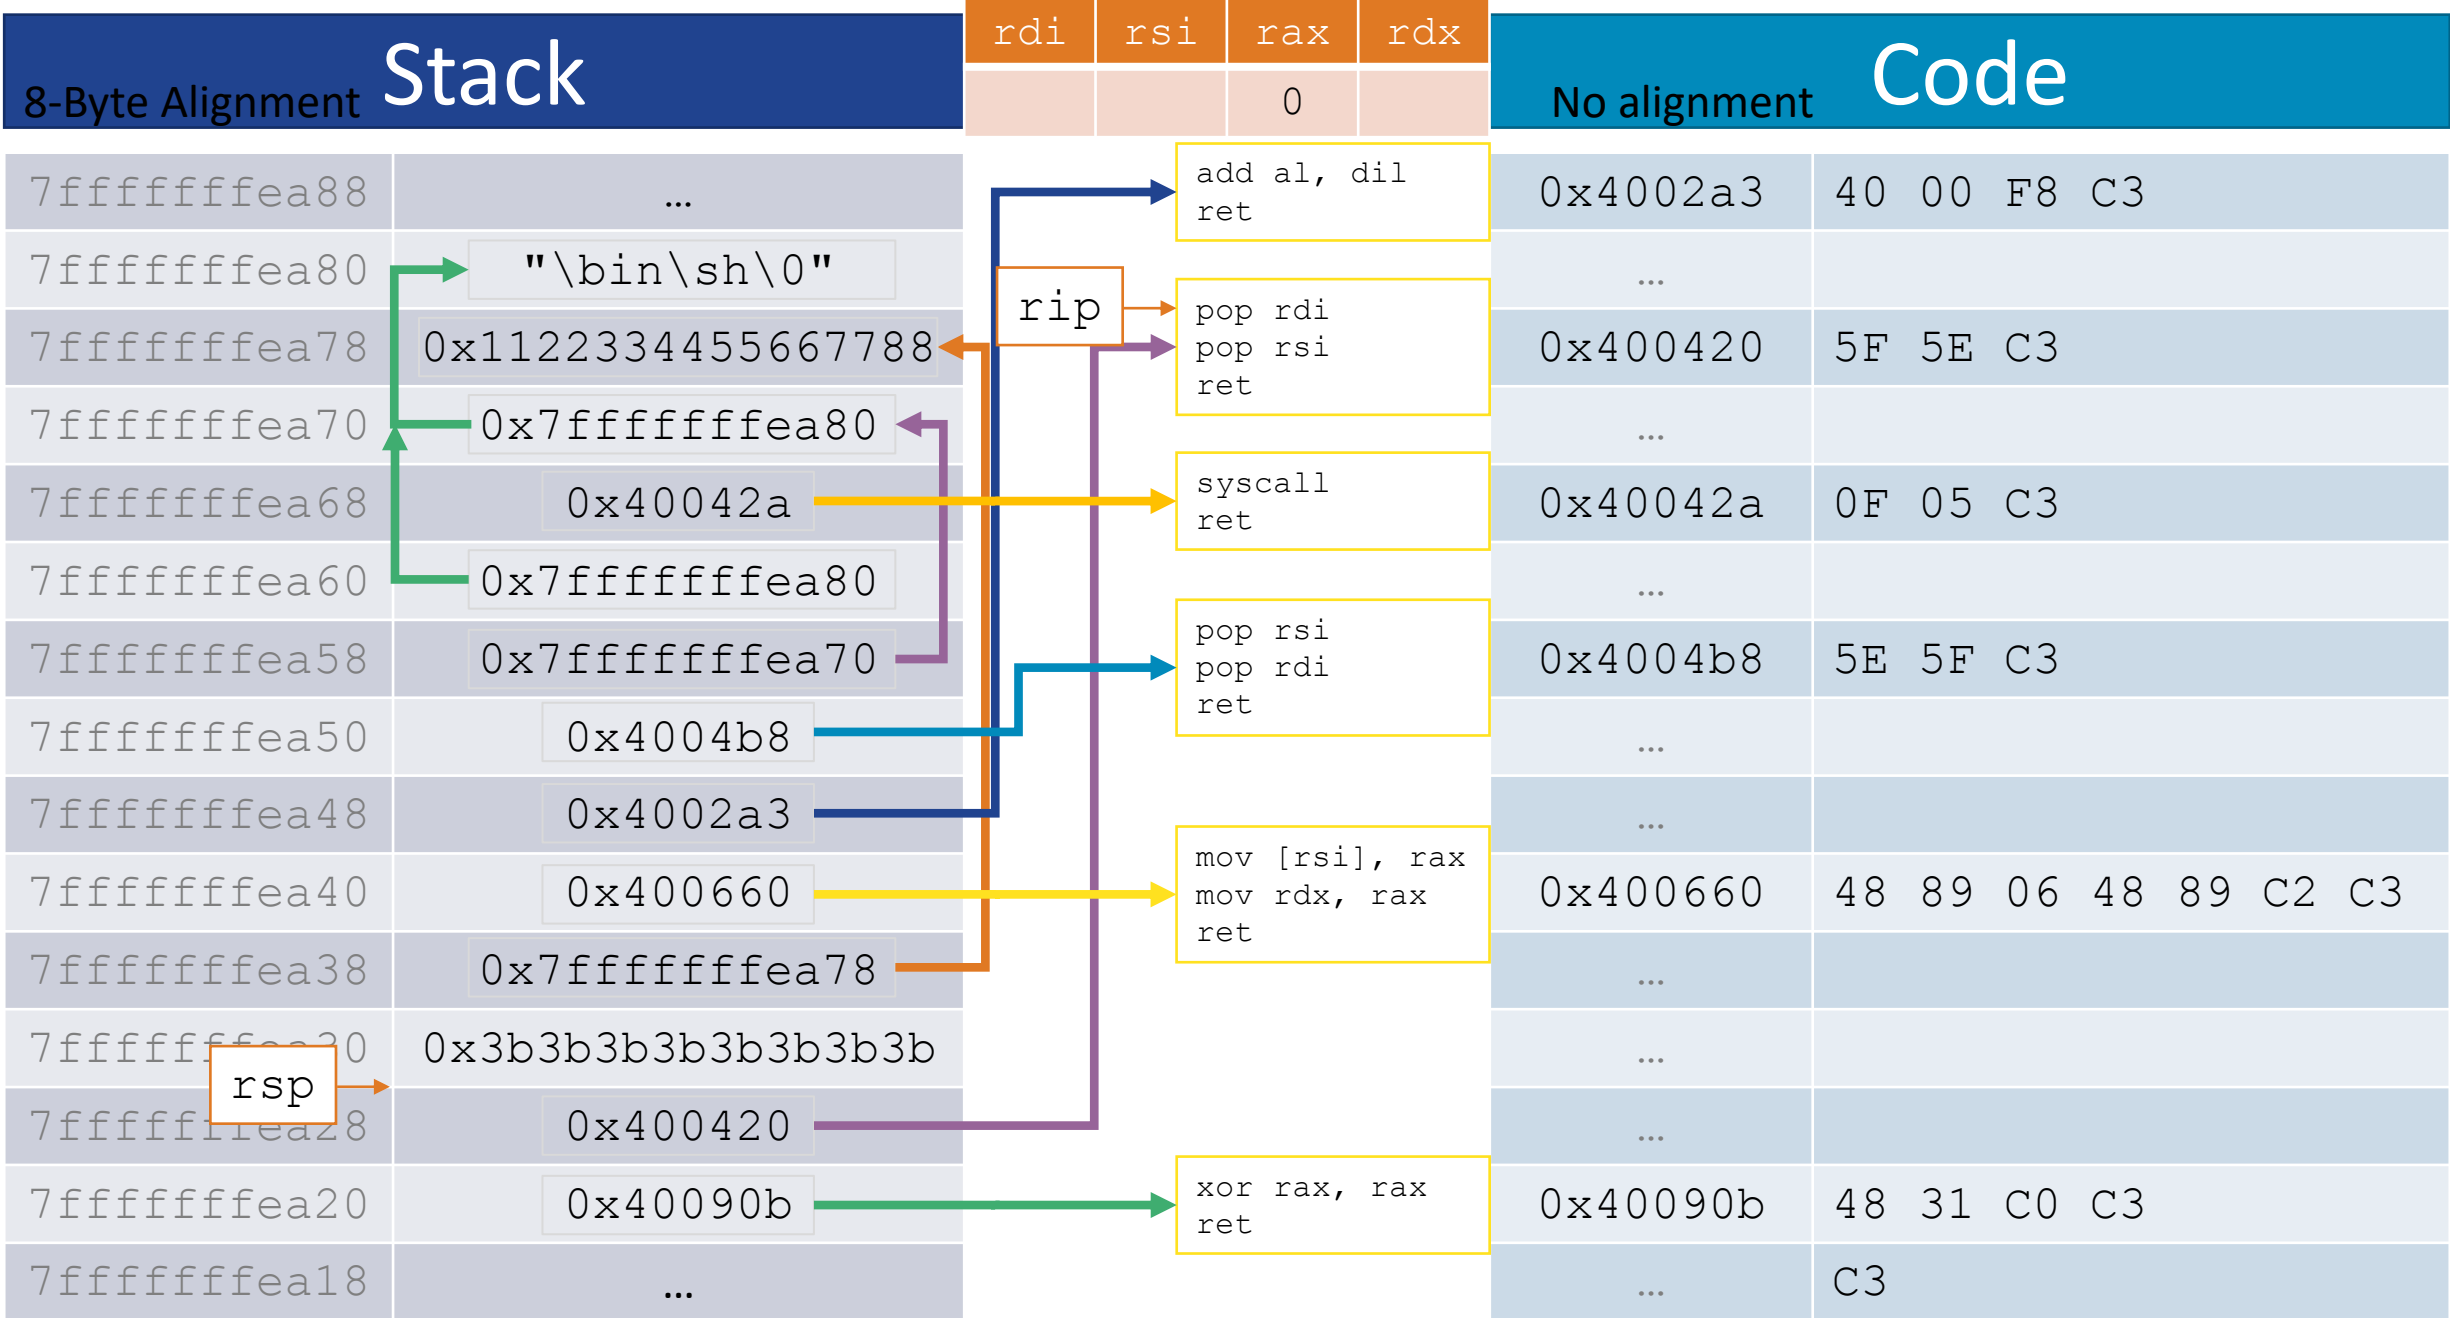 Stack
8-Byte Alignment
rdi rsi rax rdx
0
Code
No alignment
7fffffffea88 …
7fffffffea80 "\bin\sh\0"
7fffffffea78 0x1122334455667788
7fffffffea70 0x7fffffffea80
7fffffffea68 0x40042a
7fffffffea60 0x7fffffffea80
7fffffffea58 0x7fffffffea70
7fffffffea50 0x4004b8
7fffffffea48 0x4002a3
7fffffffea40 0x400660
7fffffffea38 0x7fffffffea78
7fffffffea30 0x3b3b3b3b3b3b3b3b
rsp
7fffffffea28 0x400420
7fffffffea20 0x40090b
7fffffffea18 …
add al, dil
ret
rip
pop rdi
pop rsi
ret
syscall
ret
pop rsi
pop rdi
ret
mov [rsi], rax
mov rdx, rax
ret
xor rax, rax
ret
0x4002a3 40 00 F8 C3
…
0x400420 5F 5E C3
…
0x40042a 0F 05 C3
…
0x4004b8 5E 5F C3
…
…
0x400660 48 89 06 48 89 C2 C3
…
…
…
0x40090b 48 31 C0 C3
… C3